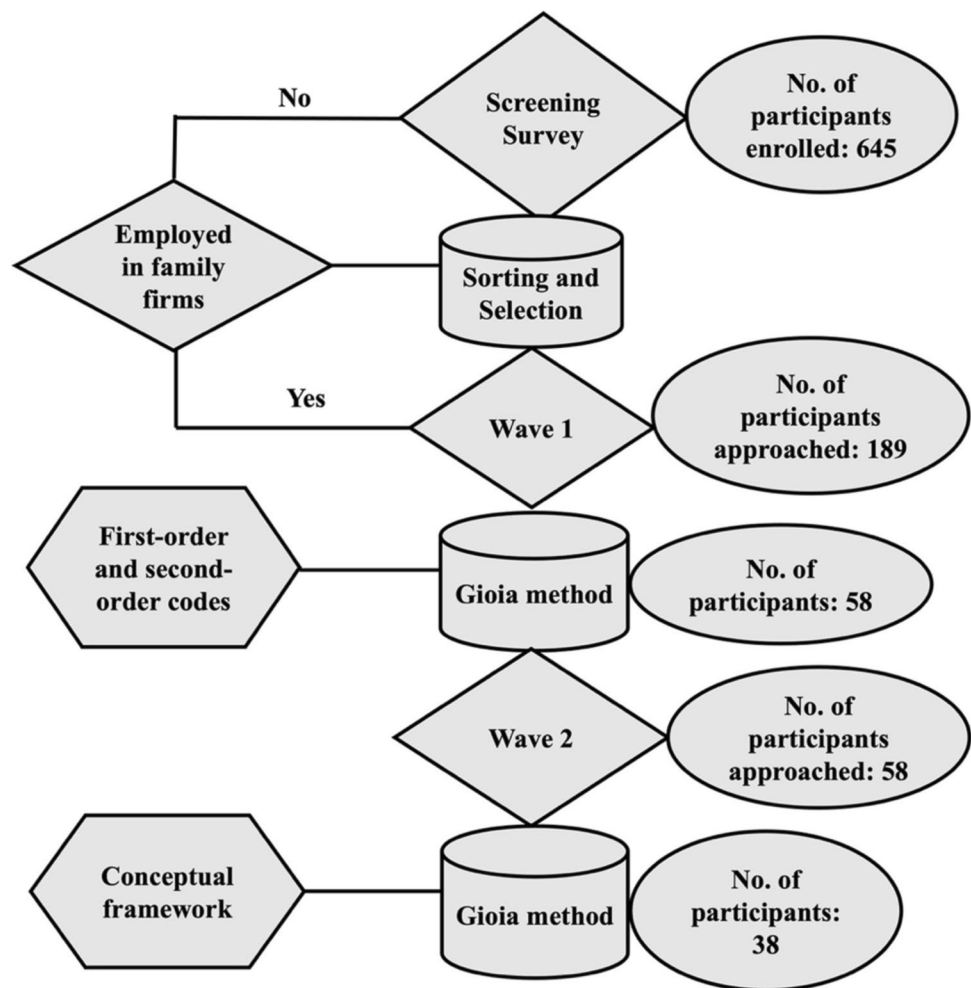 No
Screening
Survey
No. of
participants
enrolled: 645
Employed
in family
firms
Sorting and
Selection
Yes
Wave 1
No. of
participants
approached: 189
First-order
and second-
order codes
Gioia method
No. of
participants: 58
Wave 2
No. of
participants
approached: 58
Conceptual
framework
Gioia method
No. of
participants:
38